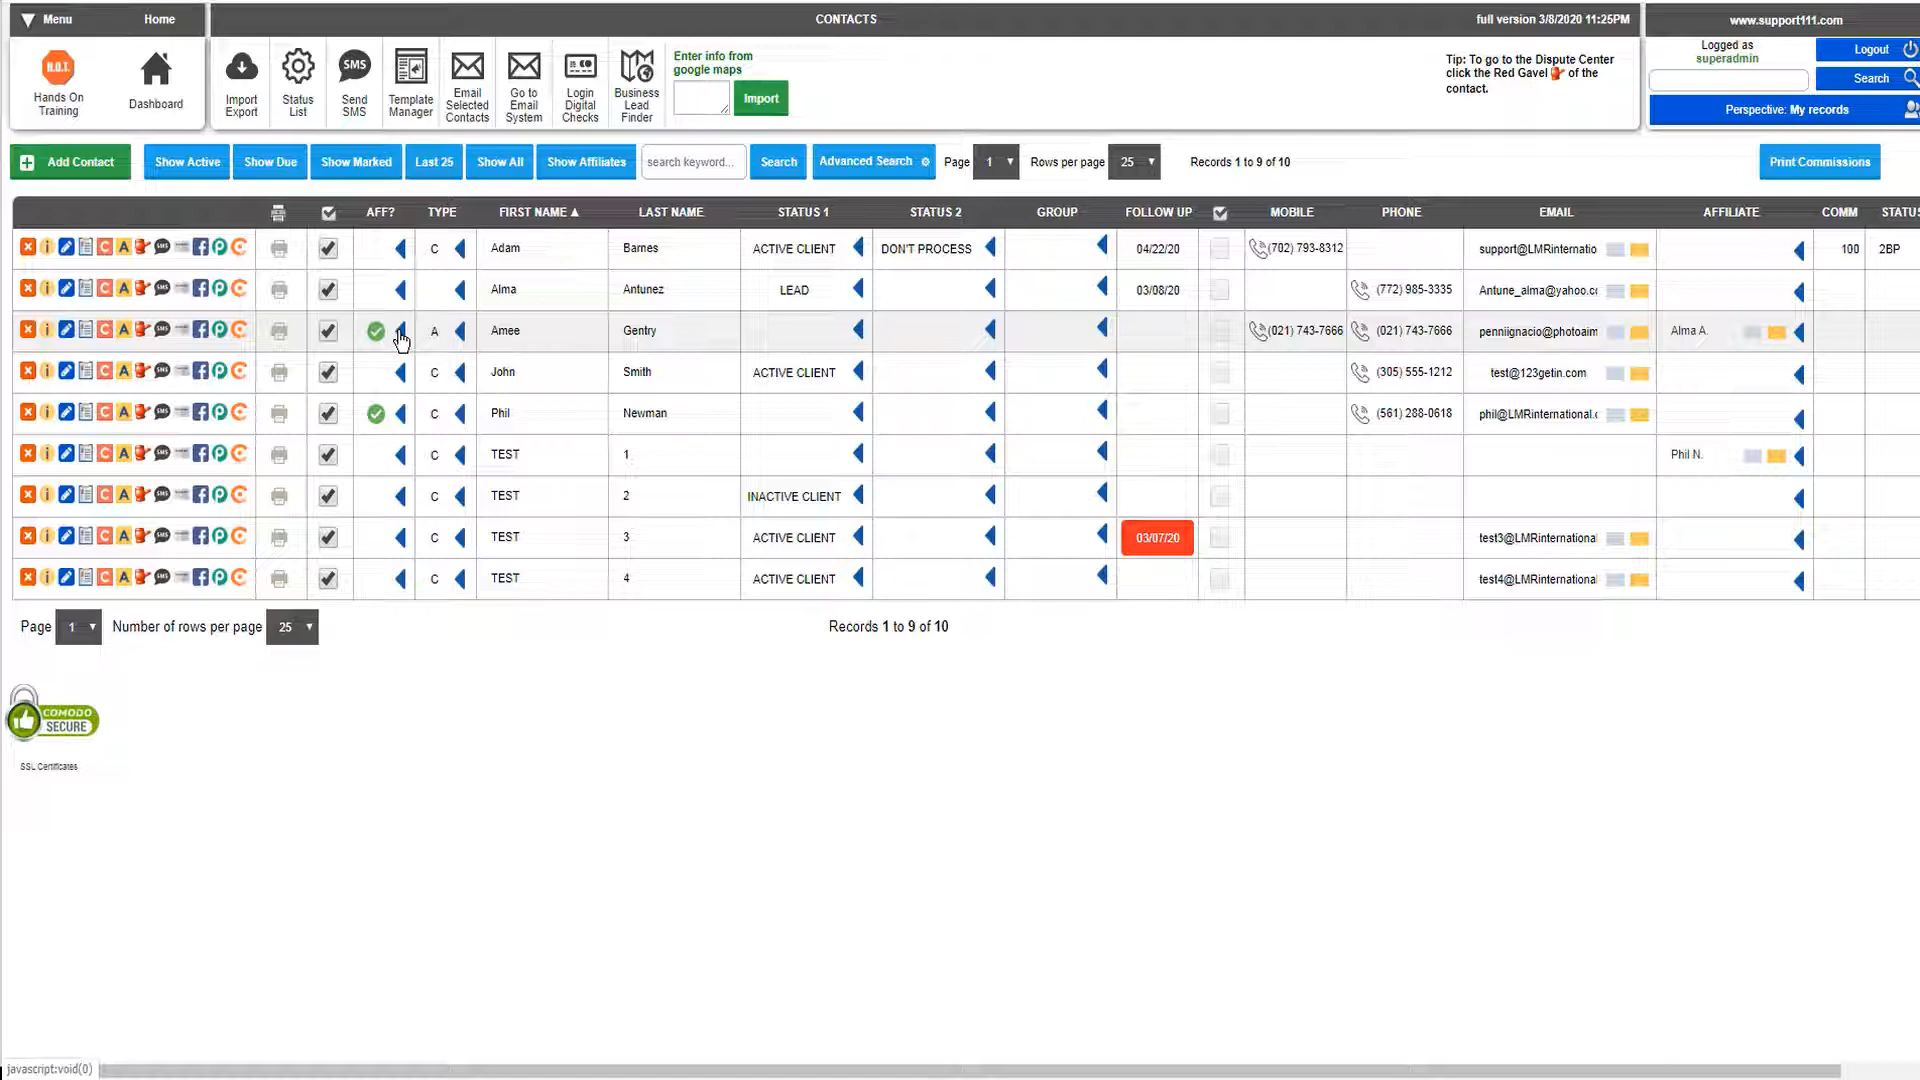 Menu
Home
CONTACTS
full version 3/8/2020 11:25PM
www.support111.com
H.O.T.
Hands On
Training
Dashboard
Import
Export
Status
List
SMS
Send
SMS
Template
Manager
Email
Selected
Contacts
Go to
Email
System
Login
Digital
Checks
Business
Lead
Finder
Enter info from
google maps
Import
Tip: To go to the Dispute Center
click the Red Gavel of the
contact.
Logged as
superadmin
Logout
Search
Perspective: My records
Add Contact
Show Active
Show Due
Show Marked
Last 25
Show All
Show Affiliates
search keyword...
Search
Advanced Search
Page
1
Rows per page
25
Records 1 to 9 of 10
Print Commissions
AFF? TYPE FIRST NAME ▲ LAST NAME STATUS 1 STATUS 2 GROUP FOLLOW UP MOBILE PHONE EMAIL AFFILIATE COMM STATUS
C Adam Barnes ACTIVE CLIENT DON'T PROCESS 04/22/20 (702) 793-8312 support@LMRinternatio 100 2BP
Alma Antunez LEAD 03/08/20 (772) 985-3335 Antune_alma@yahoo.cc
A Amee Gentry (021) 743-7666 (021) 743-7666 penniignacio@photoaim Alma A.
C John Smith ACTIVE CLIENT (305) 555-1212 test@123getin.com
C Phil Newman (561) 288-0618 phil@LMRinternational.c
C TEST 1 Phil N.
C TEST 2 INACTIVE CLIENT
C TEST 3 ACTIVE CLIENT 03/07/20 test3@LMRinternational
C TEST 4 ACTIVE CLIENT test4@LMRinternational
Page 1 Number of rows per page 25
Records 1 to 9 of 10
COMODO
SECURE
SSL Certificates
javascript:void(0)